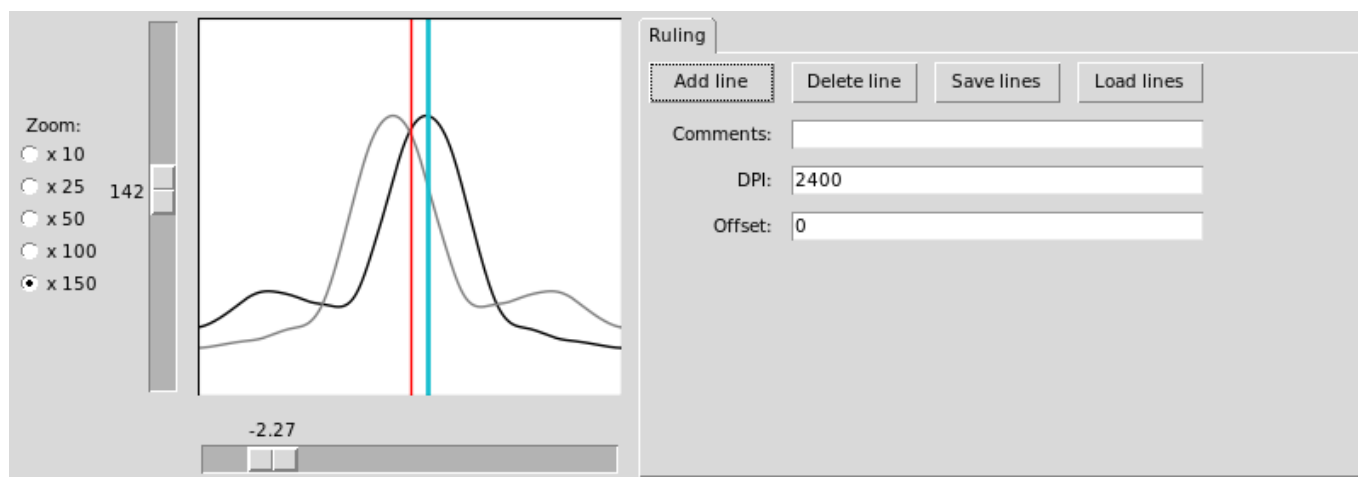 Zoom:
x 10
x 25
x 50
x 100
x 150
142
-2.27
Ruling
Add line Delete line Save lines Load lines
Comments:
DPI: 2400
Offset: 0